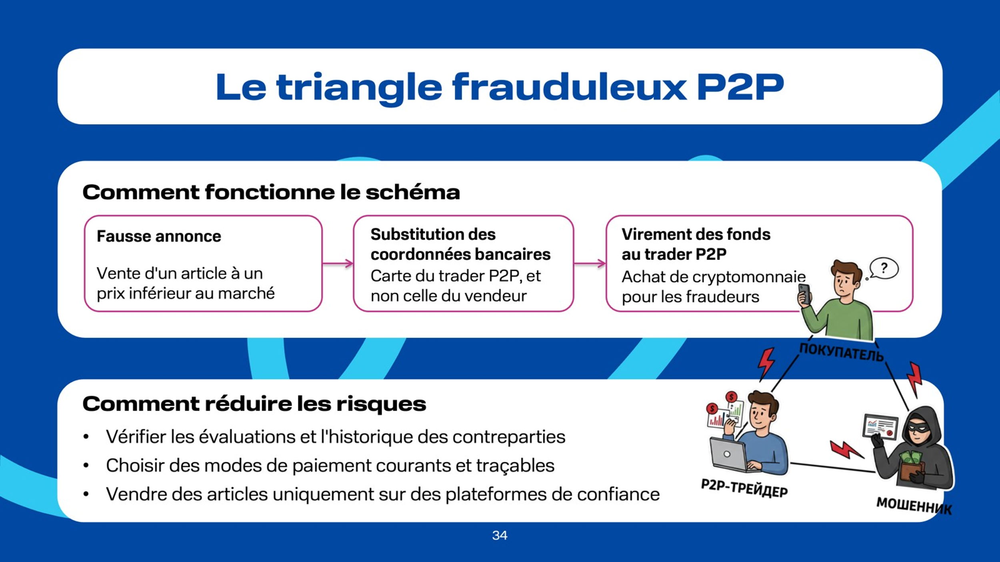 Le triangle frauduleux P2P
Comment fonctionne le schéma
Fausse annonce
Vente d'un article à un
prix inférieur au marché
Substitution des
coordonnées bancaires
Carte du trader P2P, et
non celle du vendeur
Virement des fonds
au trader P2P
Achat de cryptomonnaie
pour les fraudeurs
?
ПОКУПАТЕЛЬ
Comment réduire les risques
• Vérifier les évaluations et l'historique des contreparties
• Choisir des modes de paiement courants et traçables
• Vendre des articles uniquement sur des plateformes de confiance
$
$
P2P-ТРЕЙДЕР
МОШЕННИК
34